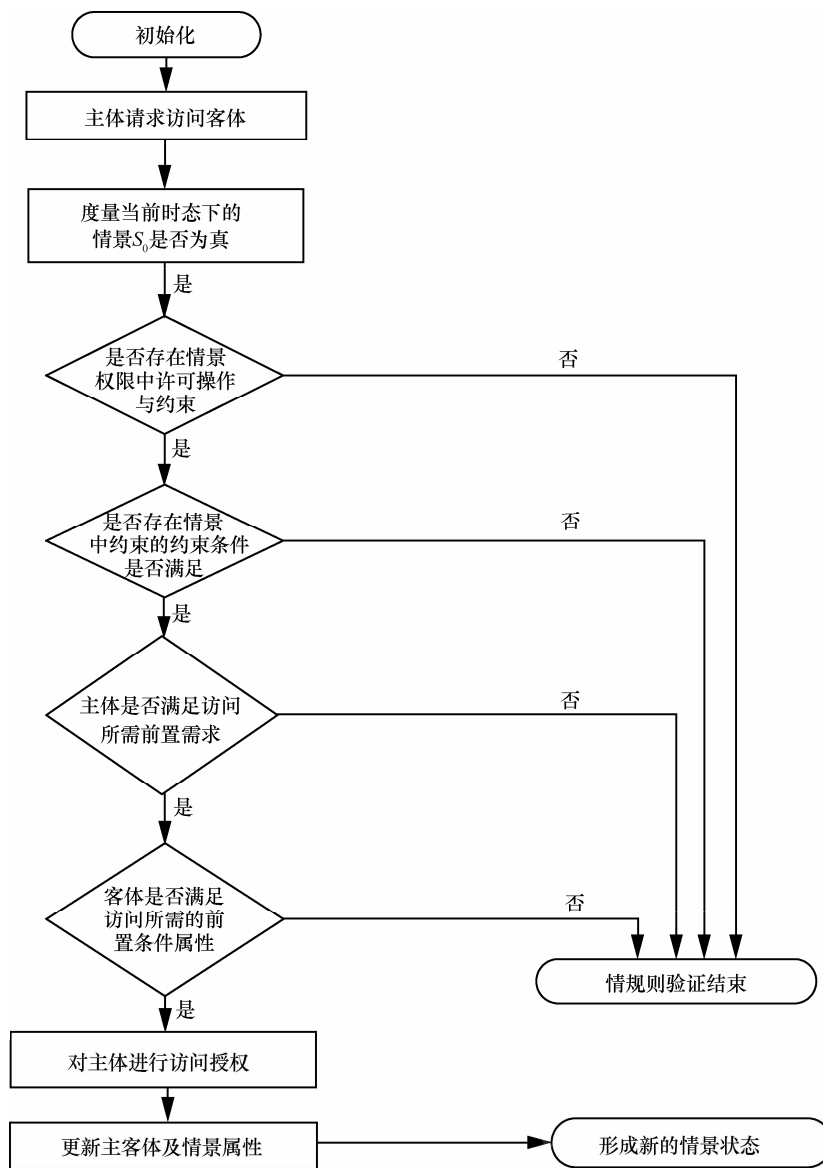 初始化
主体请求访问客体
度量当前时态下的
情景S0是否为真
是
是否存在情景
权限中许可操作
与约束
否
是
是否存在情景
中约束的约束条件
是否满足
否
是
主体是否满足访问
所需前置需求
否
是
客体是否满足
访问所需的前
置条件属性
否
情规则验证结束
是
对主体进行访问授权
更新主客体及情景属性
形成新的情景状态